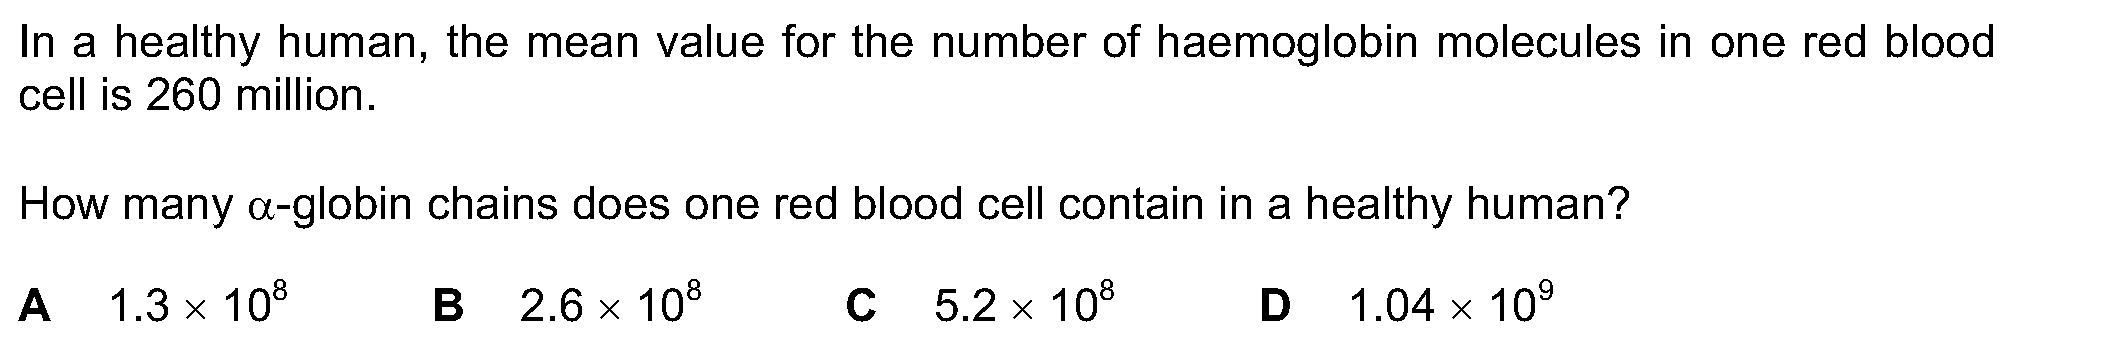 In a healthy human, the mean value for the number of haemoglobin molecules in one red blood
cell is 260 million.
How many α-globin chains does one red blood cell contain in a healthy human?
A 1.3 × 10⁸ B 2.6 × 10⁸ C 5.2 × 10⁸ D 1.04 × 10⁹